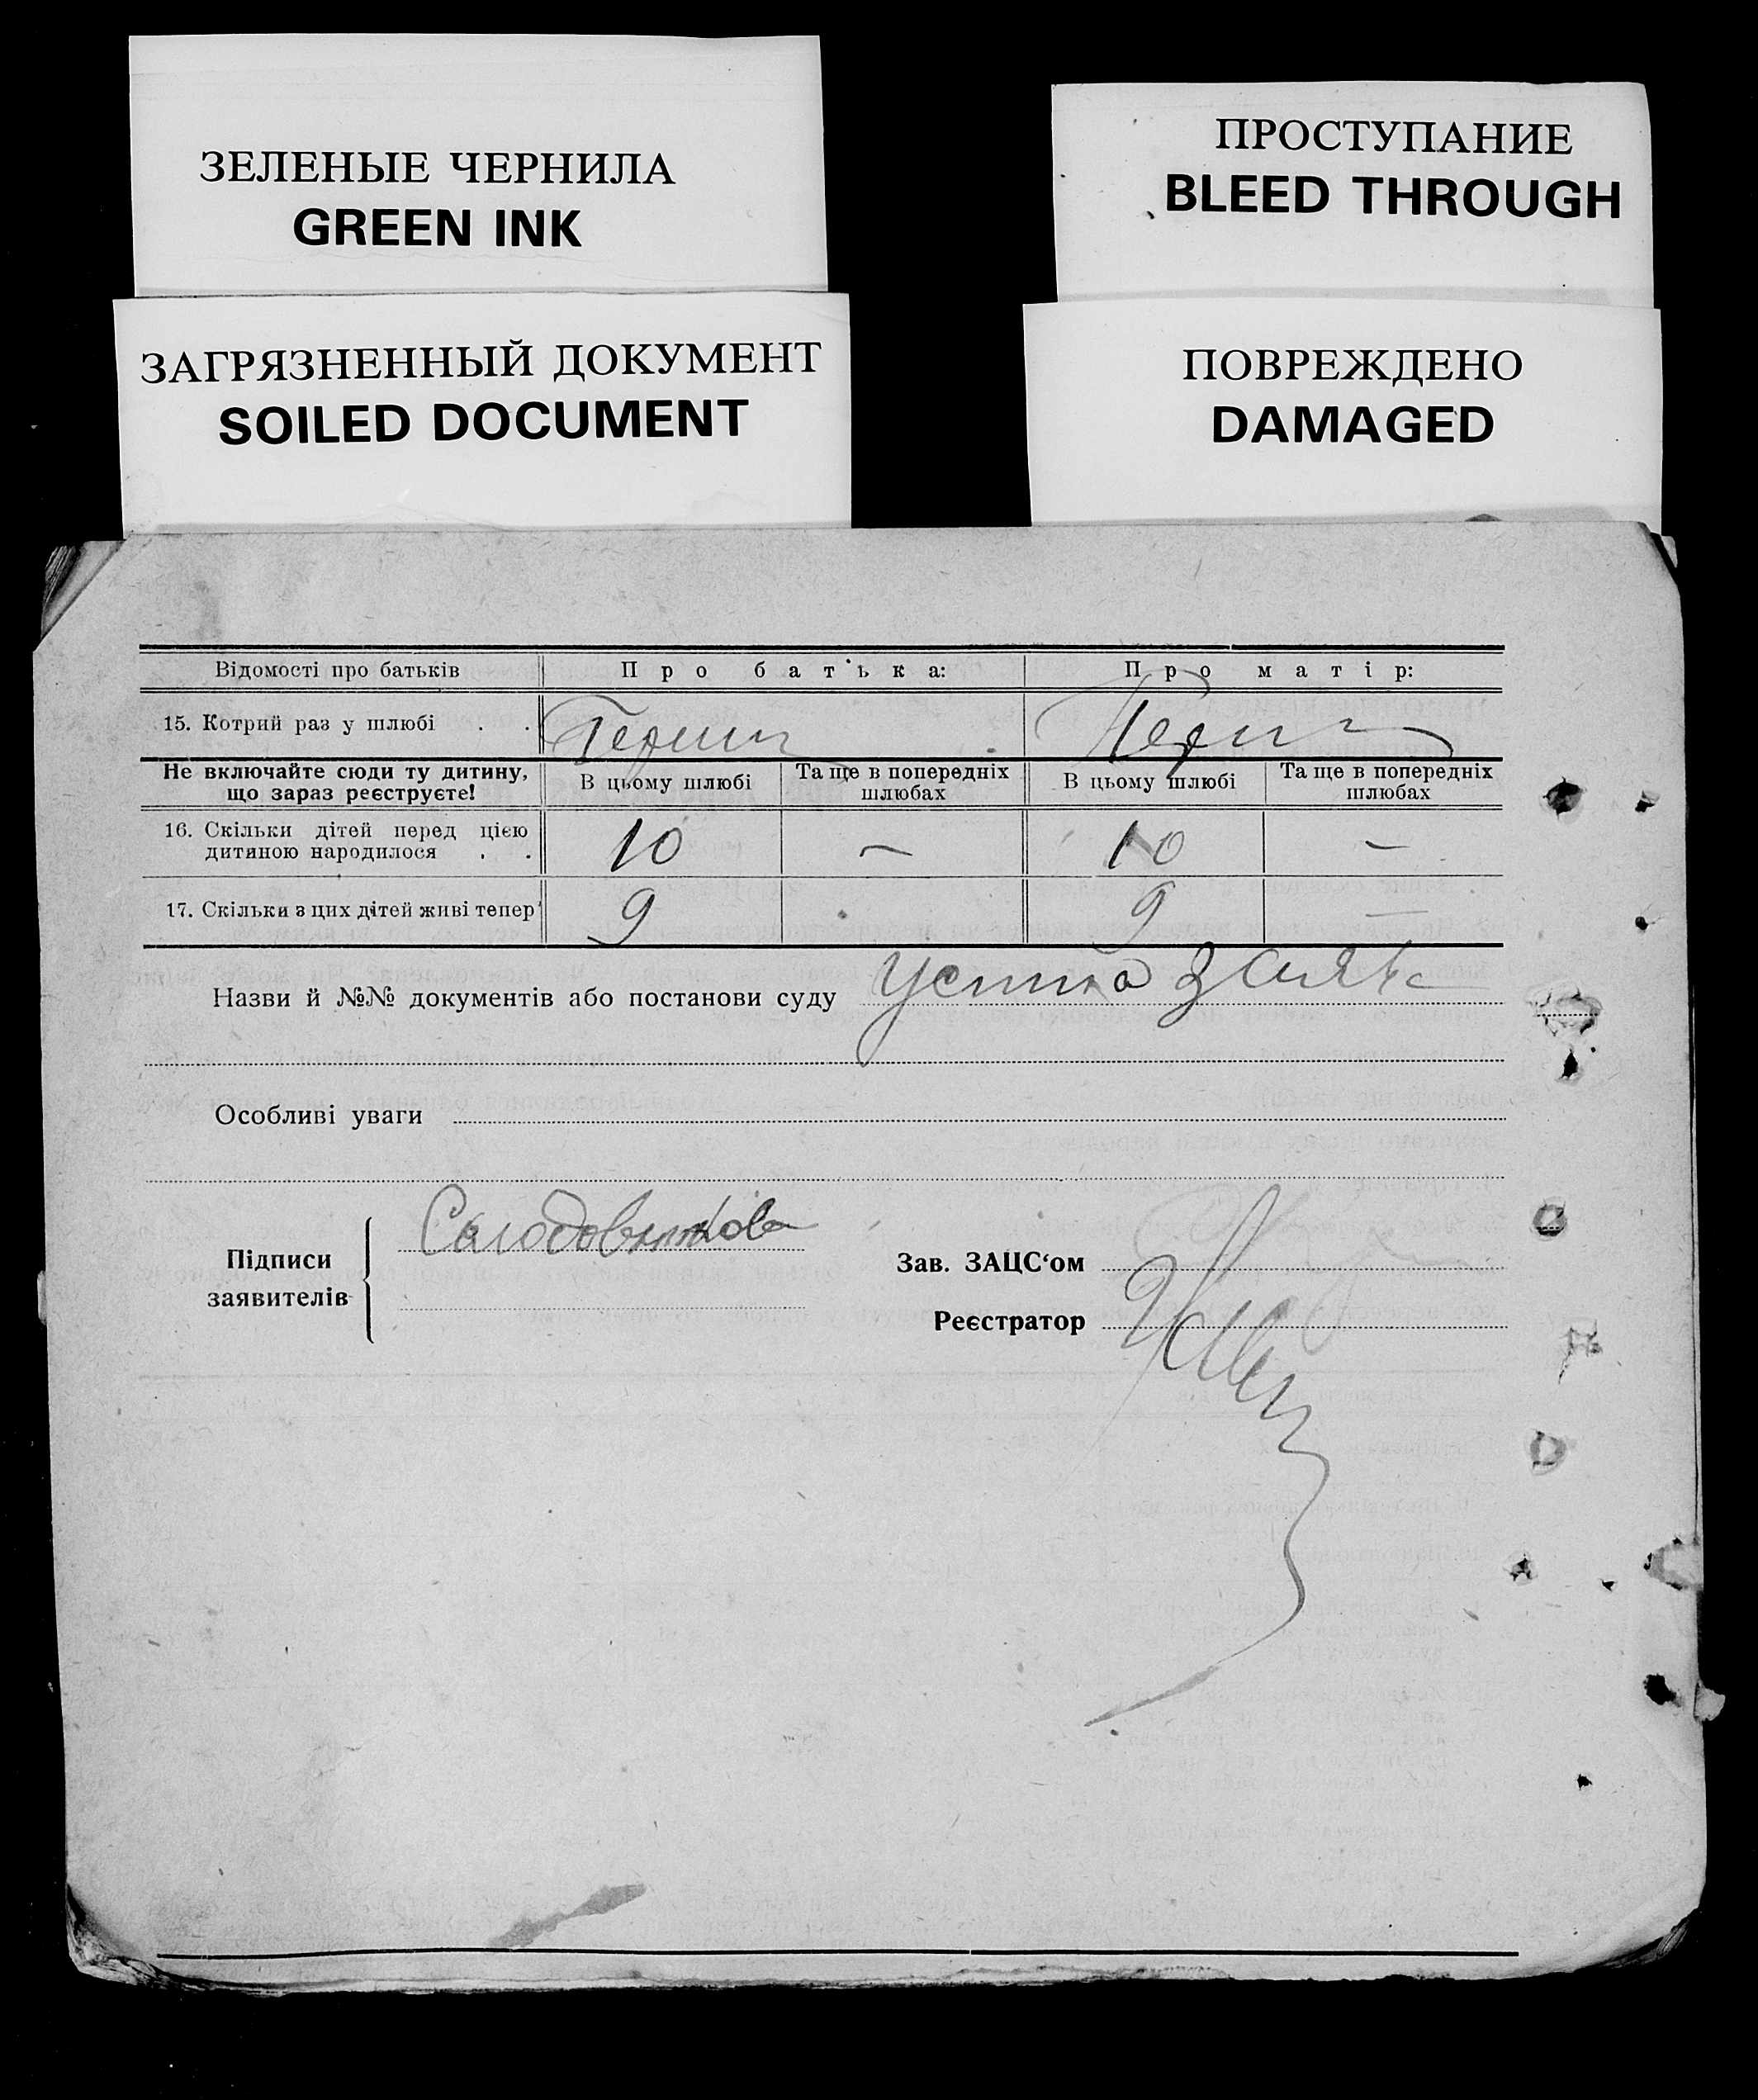 ЗЕЛЕНЫЕ ЧЕРНИЛА
GREEN INK
ПРОСТУПАНИЕ
BLEED THROUGH
ЗАГРЯЗНЕННЫЙ ДОКУМЕНТ
SOILED DOCUMENT
ПОВРЕЖДЕНО
DAMAGED
Відомості про батьків Про батька: Про матір:
15. Котрий раз у шлюбі . .
Не включайте сюди ту дитину, що зараз реєструєте! В цьому шлюбі Та ще в попередніх шлюбах В цьому шлюбі Та ще в попередніх шлюбах
16. Скільки дітей перед цією
дитиною народилося . . 10 — 10 —
17. Скільки з цих дітей живі тепер 9 9 —
Назви й №№ документів або постанови суду Устна заява
Особливі уваги
Підписи
заявителів
Зав. ЗАЦС‘ом
Реєстратор